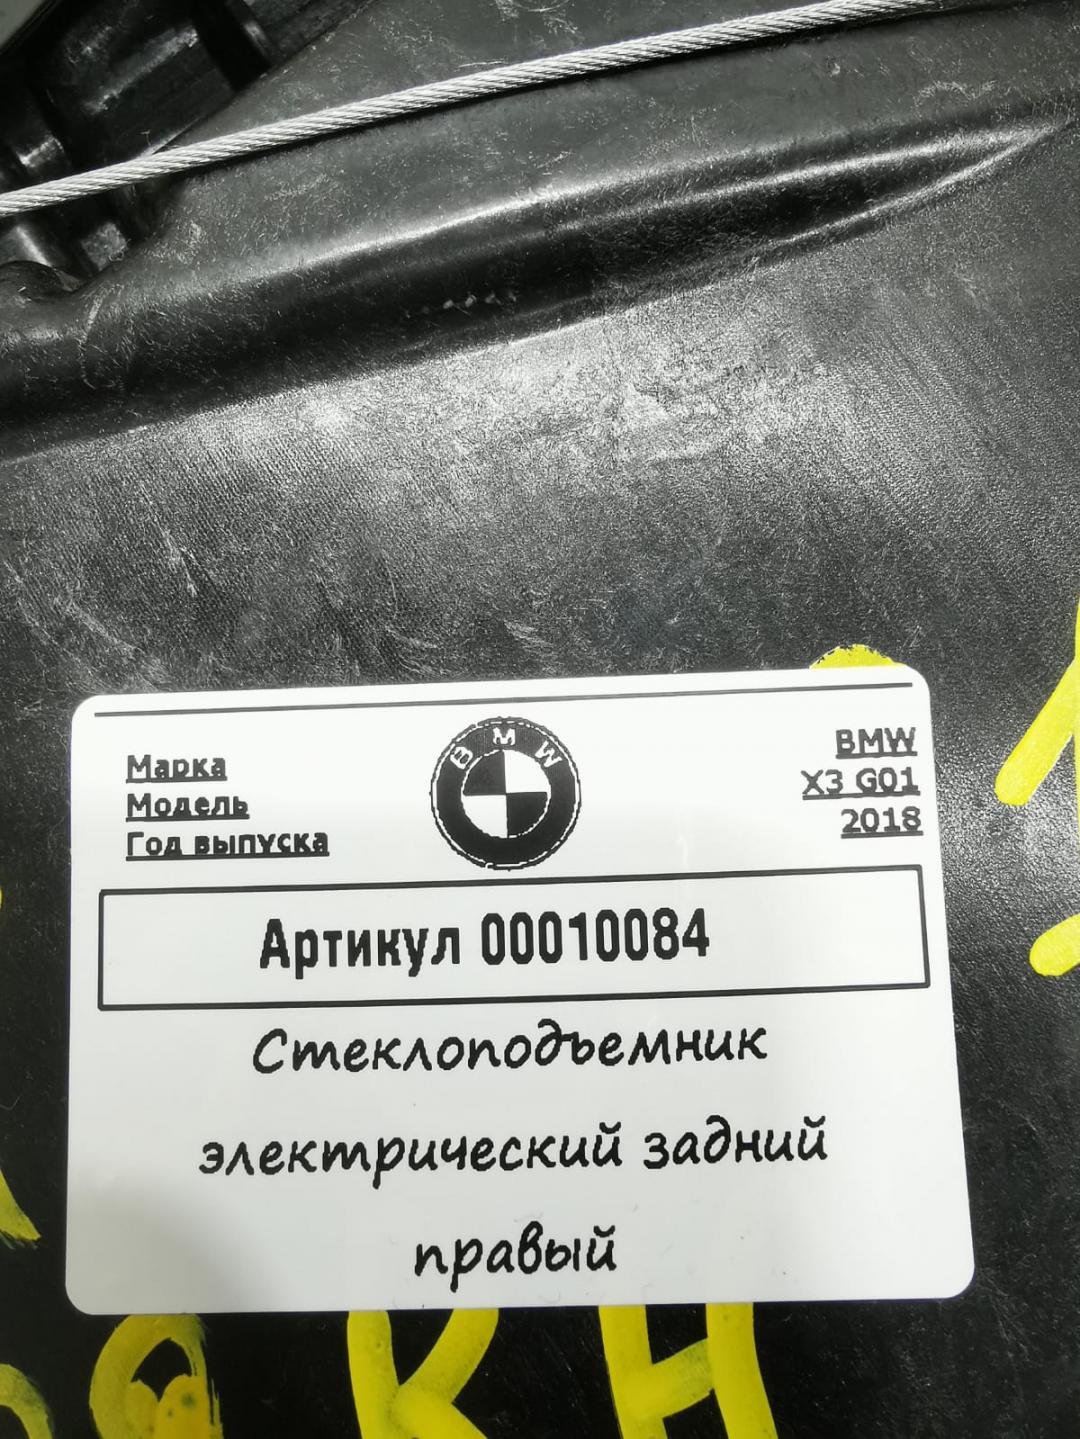 Марка BMW
Модель X3 G01
Год выпуска 2018
BMW
Артикул 00010084
Стеклоподъемник
электрический задний
правый